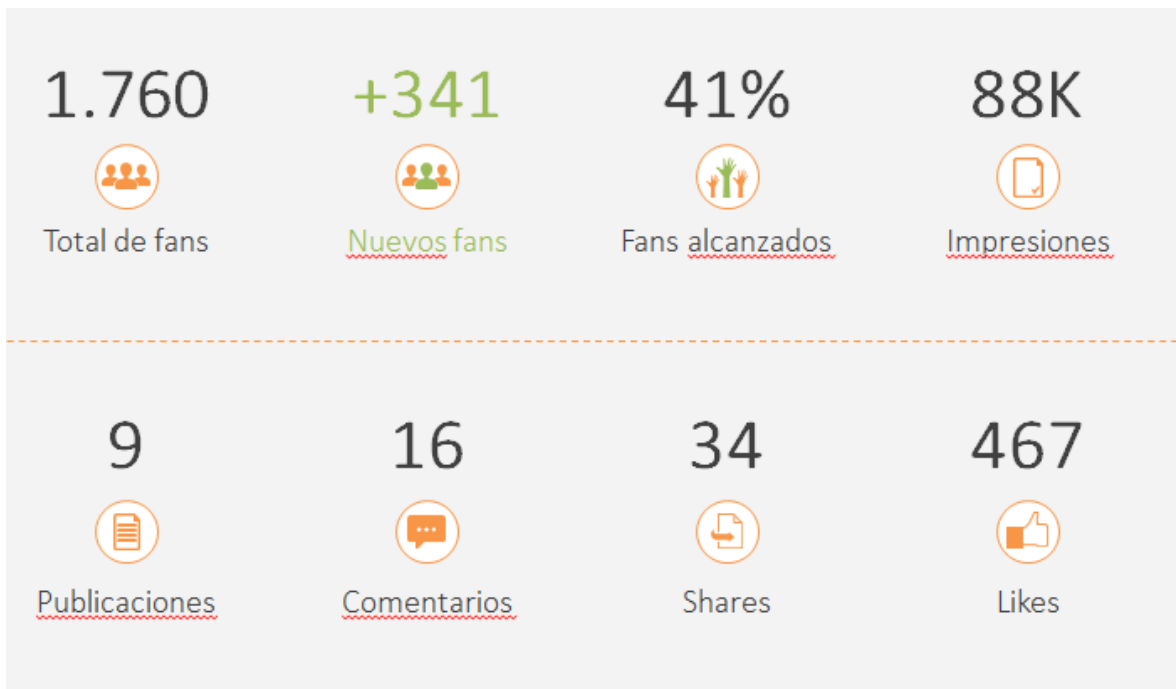 1.760 +341 41% 88K
Total de fans Nuevos fans Fans alcanzados Impresiones
9 16 34 467
Publicaciones Comentarios Shares Likes